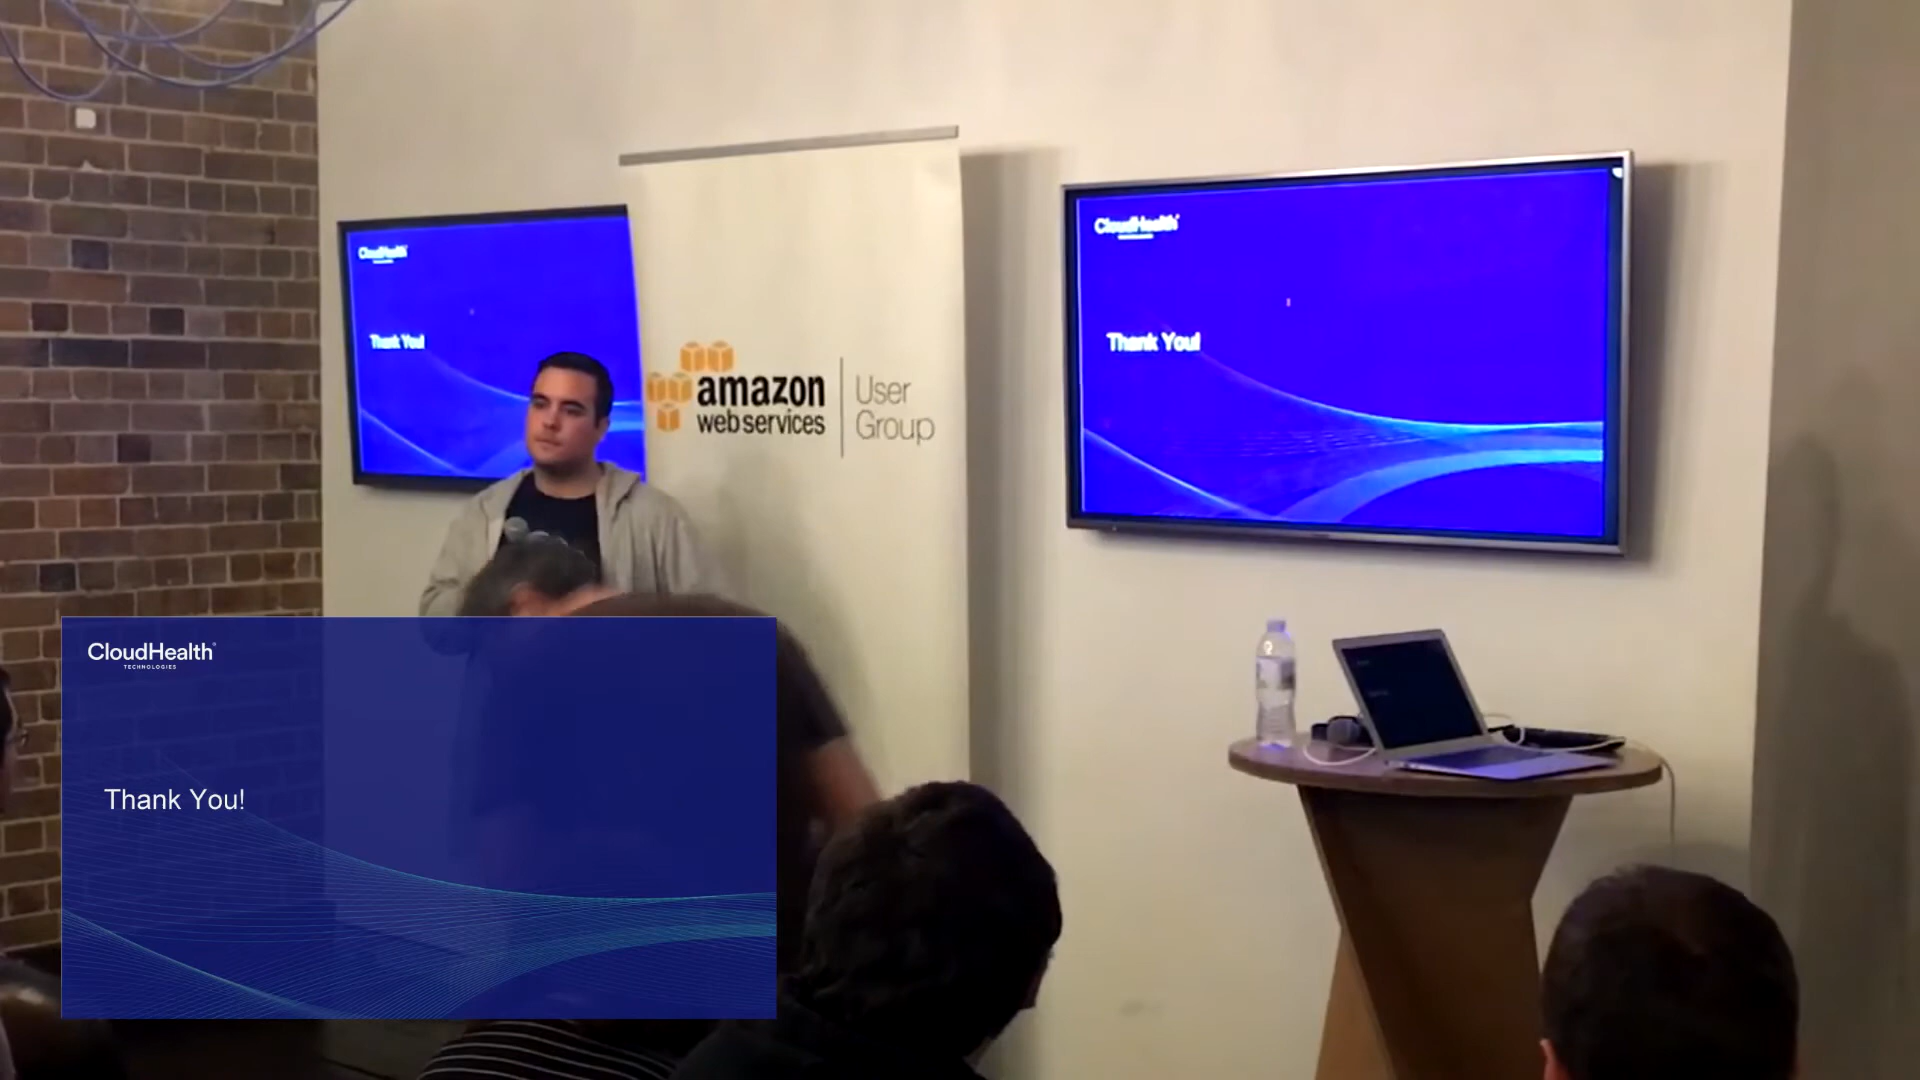 CloudHealth
Thank You!
amazon
web services
User
Group
CloudHealth
Thank You!
CloudHealth
TECHNOLOGIES
Thank You!